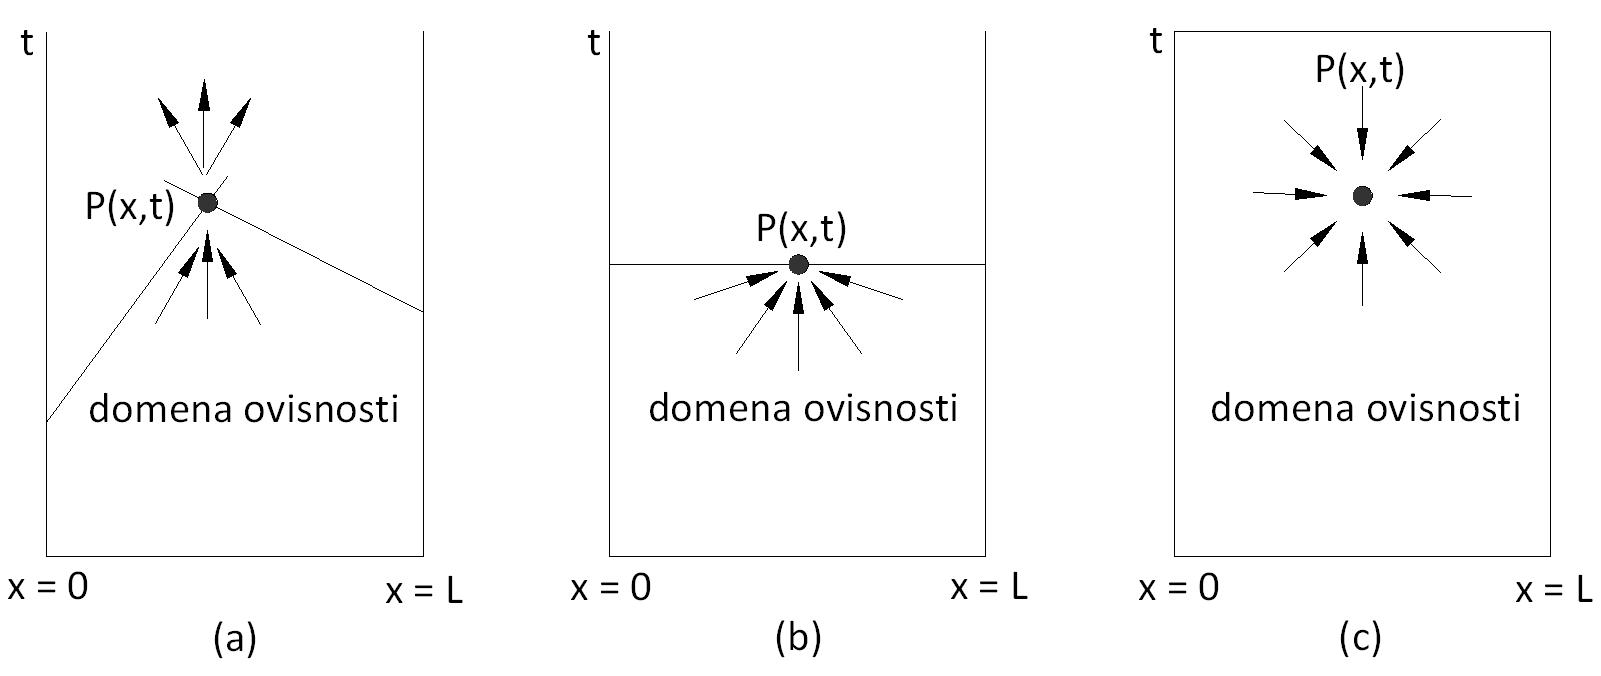 t
P(x,t)
domena ovisnosti
x = 0
x = L
(a)
t
P(x,t)
domena ovisnosti
x = 0
x = L
(b)
t
P(x,t)
domena ovisnosti
x = 0
x = L
(c)